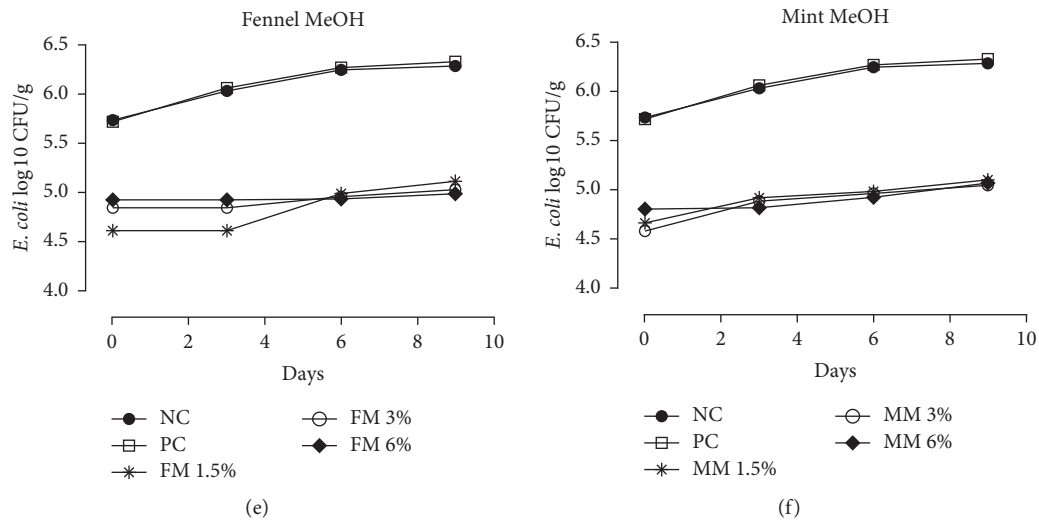 Fennel MeOH
E. coli log10 CFU/g
6.5
6.0
5.5
5.0
4.5
4.0
0 2 4 6 8 10
Days
NC
PC
FM 1.5%
FM 3%
FM 6%
(e)
Mint MeOH
E. coli log10 CFU/g
6.5
6.0
5.5
5.0
4.5
4.0
0 2 4 6 8 10
Days
NC
PC
MM 1.5%
MM 3%
MM 6%
(f)